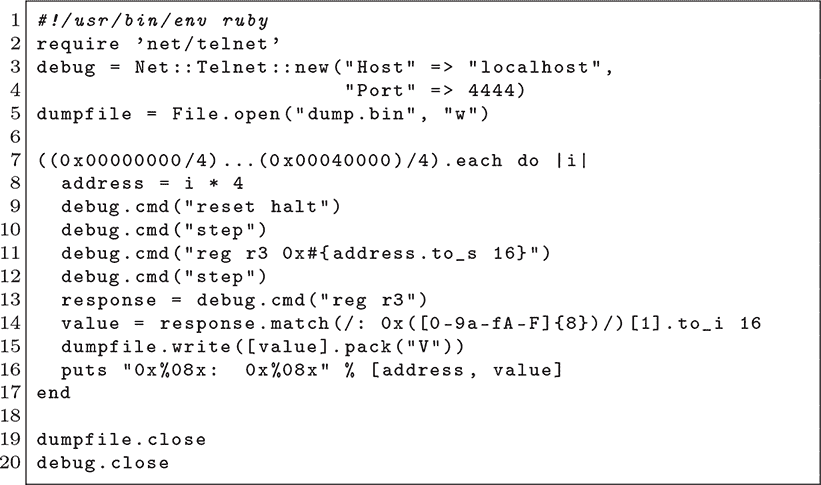 1 #!/usr/bin/env ruby
2 require ’net/telnet’
3 debug = Net::Telnet::new("Host" => "localhost",
4                          "Port" => 4444)
5 dumpfile = File.open("dump.bin", "w")
6
7 ((0x00000000/4)...(0x00040000)/4).each do |i|
8   address = i * 4
9   debug.cmd("reset halt")
10   debug.cmd("step")
11   debug.cmd("reg r3 0x#{address.to_s 16}")
12   debug.cmd("step")
13   response = debug.cmd("reg r3")
14   value = response.match(/: 0x([0-9a-fA-F]{8})/)[1].to_i 16
15   dumpfile.write([value].pack("V"))
16   puts "0x%08x:  0x%08x" % [address, value]
17 end
18
19 dumpfile.close
20 debug.close